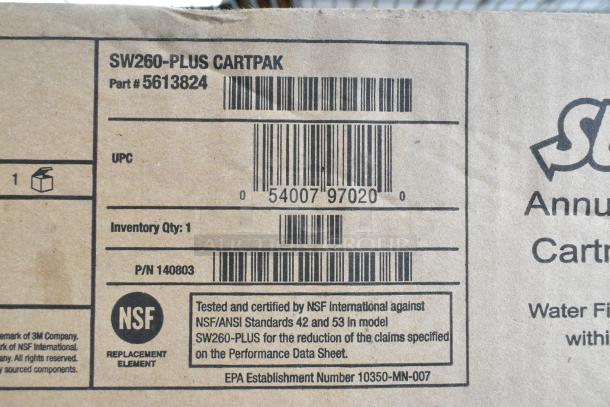 SW260-PLUS CARTPAK
Part # 5613824
UPC
0 54007 97020 0
1
Inventory Qty: 1
P/N 140803
NSF
REPLACEMENT
ELEMENT
Tested and certified by NSF International against
NSF/ANSI Standards 42 and 53 in model
SW260-PLUS for the reduction of the claims specified
on the Performance Data Sheet.
EPA Establishment Number 10350-MN-007
emark of 3M Company.
rk of NSF International.
any. All rights reserved.
y sourced components.
Annu
Cartr
Water Fi
withi